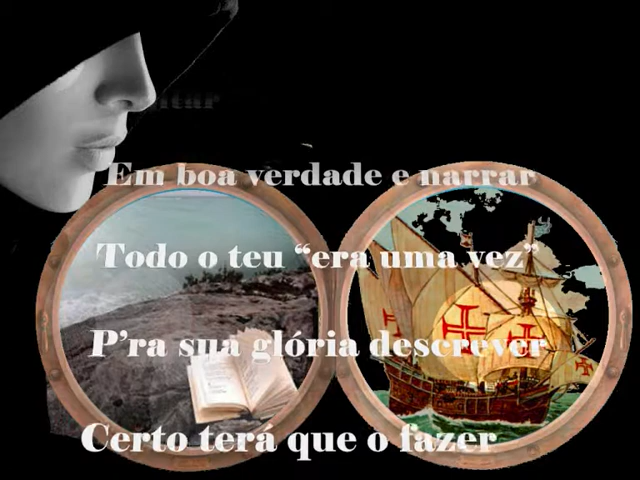 Em boa verdade e narrar
Todo o teu “era uma vez”
P’ra sua glória descrever
Certo terá que o fazer